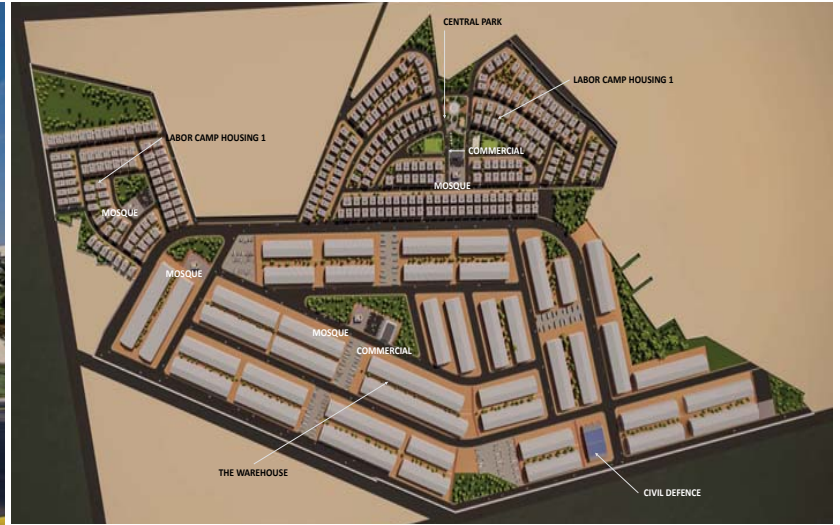 CENTRAL PARK
LABOR CAMP HOUSING 1
LABOR CAMP HOUSING 1
COMMERCIAL
MOSQUE
MOSQUE
MOSQUE
MOSQUE
COMMERCIAL
THE WAREHOUSE
CIVIL DEFENCE